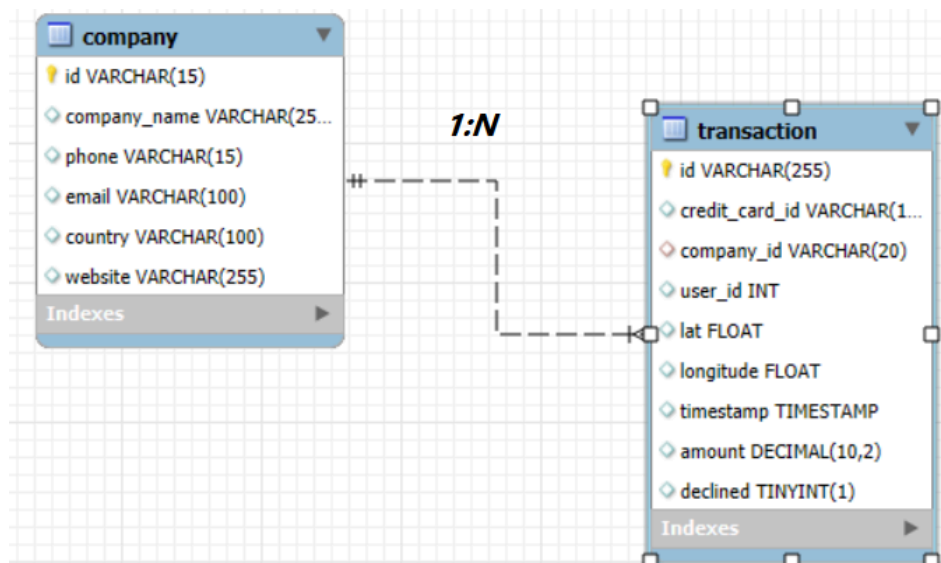 company
id VARCHAR(15)
company_name VARCHAR(25...
phone VARCHAR(15)
email VARCHAR(100)
country VARCHAR(100)
website VARCHAR(255)
Indexes
1:N
transaction
id VARCHAR(255)
credit_card_id VARCHAR(1...
company_id VARCHAR(20)
user_id INT
lat FLOAT
longitude FLOAT
timestamp TIMESTAMP
amount DECIMAL(10,2)
declined TINYINT(1)
Indexes